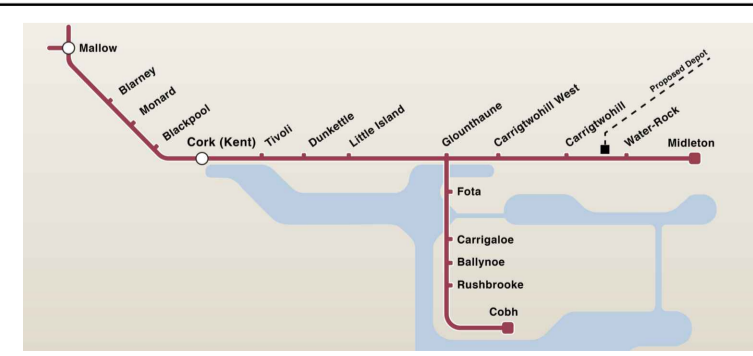 Mallow
Blarney
Monard
Blackpool
Cork (Kent)
Tivoli
Dunkettle
Little Island
Glounthaune
Carrigtwohill West
Carrigtwohill
Proposed Depot
Water-Rock
Midleton
Fota
Carrigaloe
Ballynoe
Rushbrooke
Cobh